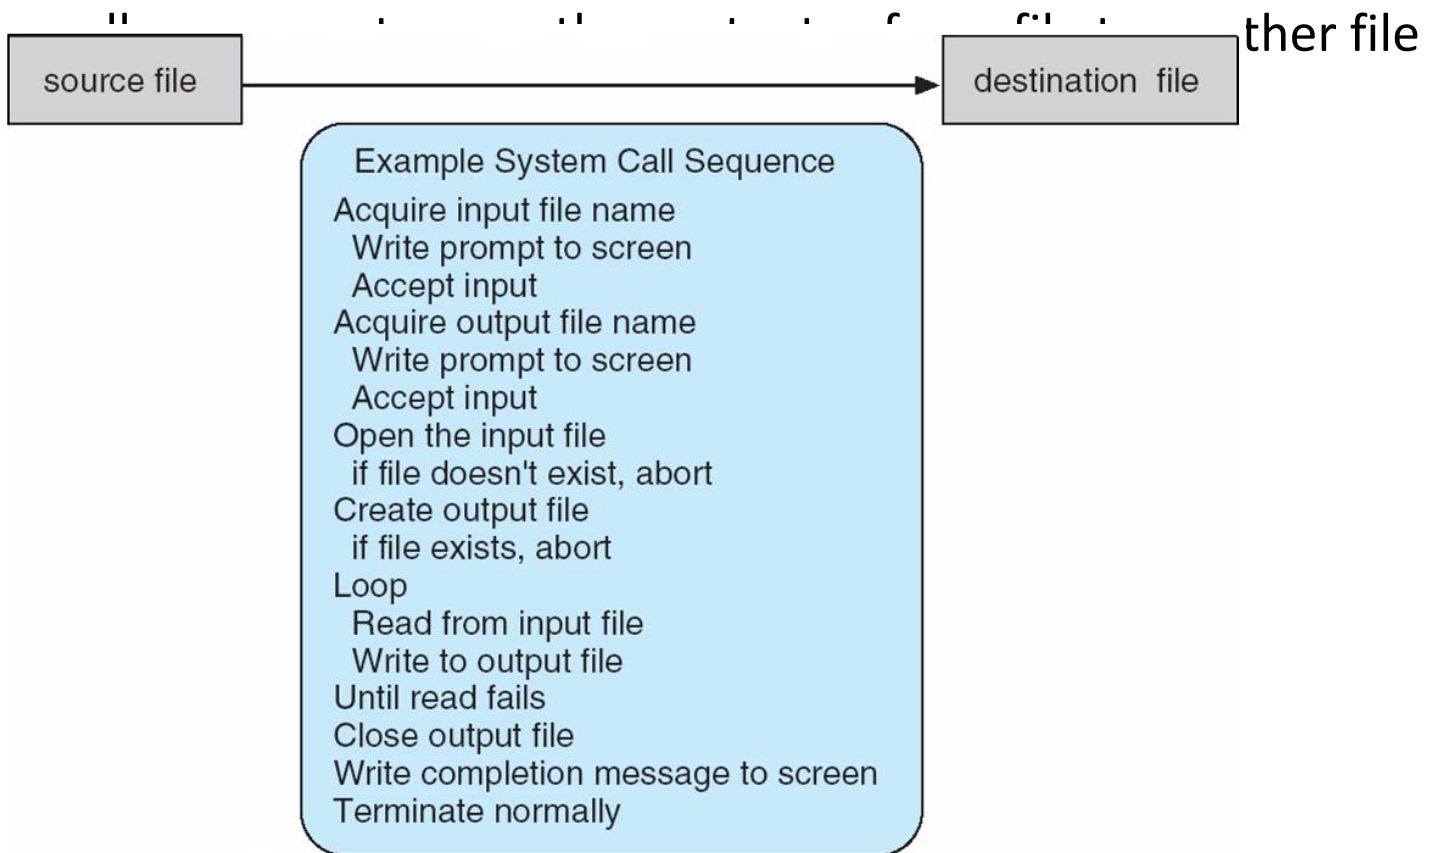 ther file
source file
destination file
Example System Call Sequence
Acquire input file name
Write prompt to screen
Accept input
Acquire output file name
Write prompt to screen
Accept input
Open the input file
if file doesn't exist, abort
Create output file
if file exists, abort
Loop
Read from input file
Write to output file
Until read fails
Close output file
Write completion message to screen
Terminate normally